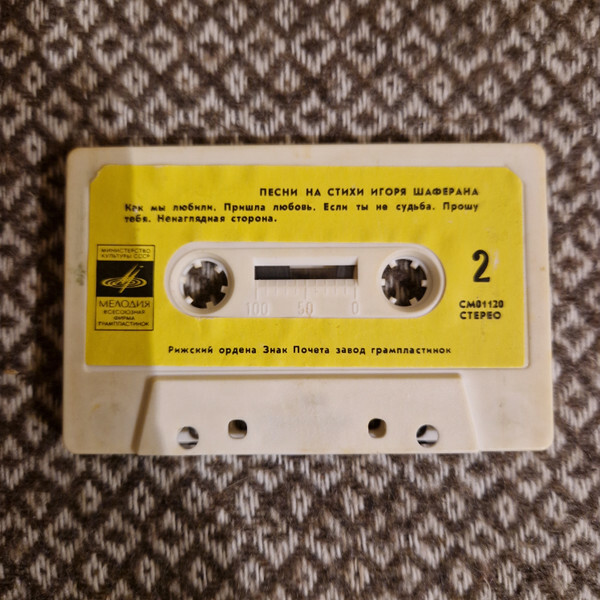 ПЕСНИ НА СТИХИ ИГОРЯ ШАФЕРАНА
Как мы любили. Пришла любовь. Если ты не судьба. Прошу
тебя. Ненаглядная сторона.
МИНИСТЕРСТВО
КУЛЬТУРЫ СССР
МЕЛОДИЯ
ВСЕСОЮЗНАЯ
ФИРМА
ГРАМПЛАСТИНОК
2
СМ01120
СТЕРЕО
100 50 0
Рижский ордена Знак Почета завод грампластинок